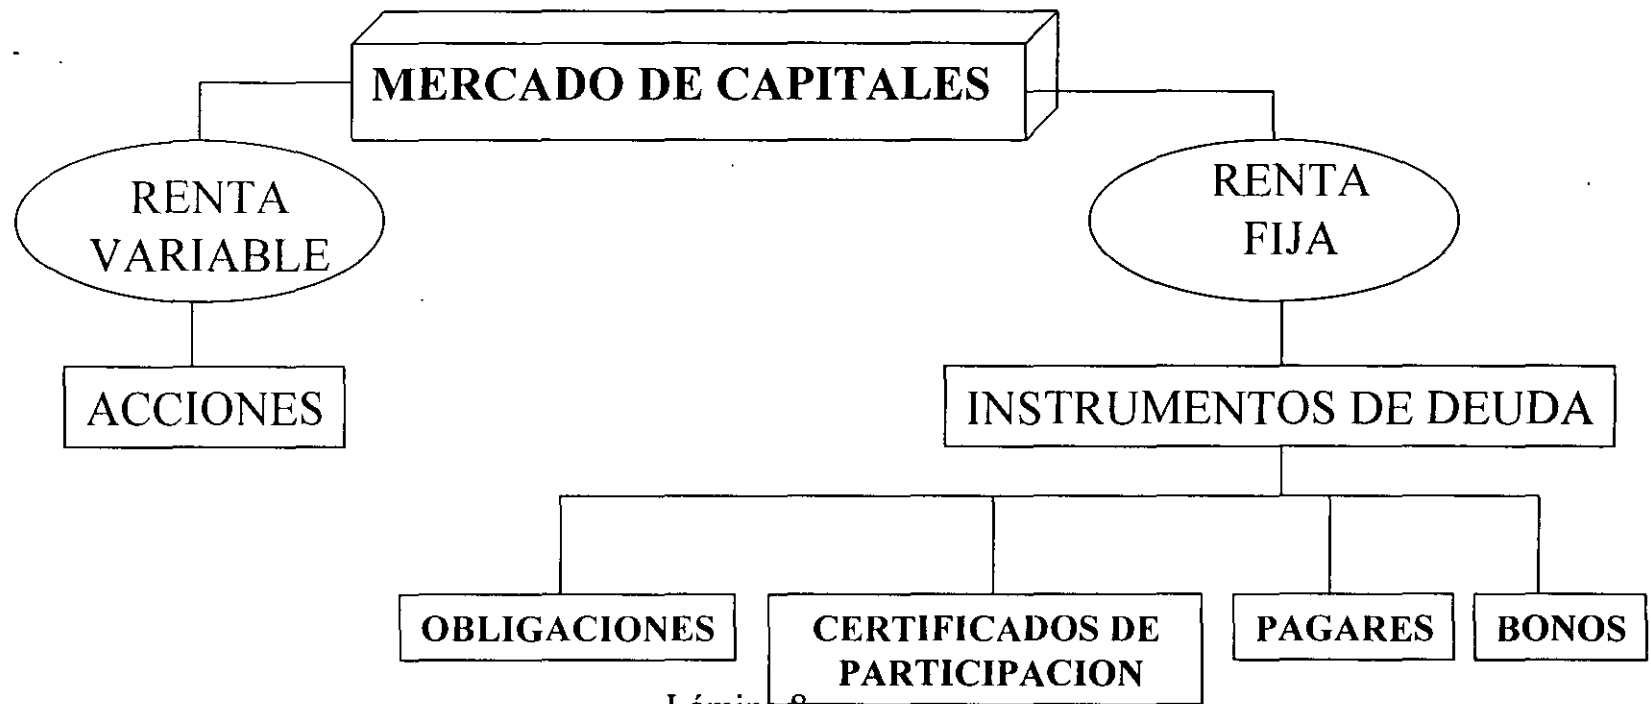 MERCADO DE CAPITALES
RENTA
VARIABLE
RENTA
FIJA
ACCIONES
INSTRUMENTOS DE DEUDA
OBLIGACIONES
CERTIFICADOS DE
PARTICIPACION
PAGARES
BONOS